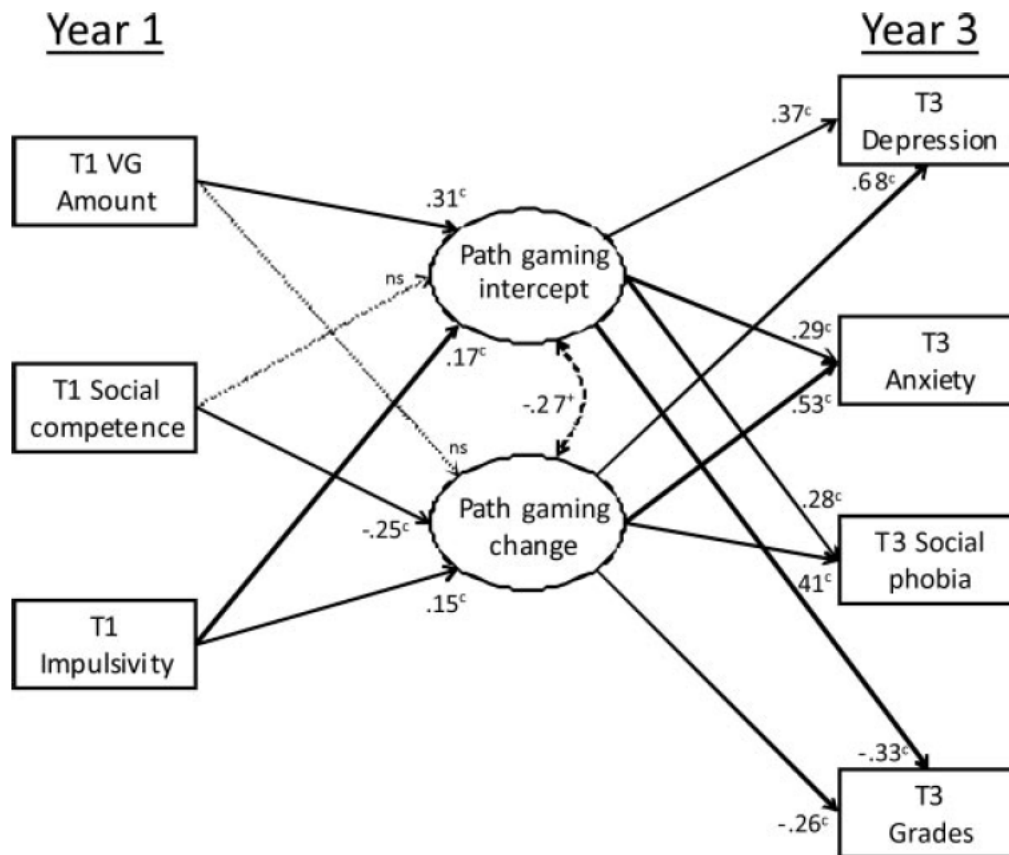 Year 1
Year 3
T1 VG
Amount
T1 Social
competence
T1
Impulsivity
.31ᶜ
ns
.17ᶜ
ns
-.25ᶜ
.15ᶜ
Path gaming
intercept
-.27⁺
Path gaming
change
.37ᶜ
.68ᶜ
.29ᶜ
.53ᶜ
.28ᶜ
.41ᶜ
-.33ᶜ
-.26ᶜ
T3
Depression
T3
Anxiety
T3 Social
phobia
T3
Grades